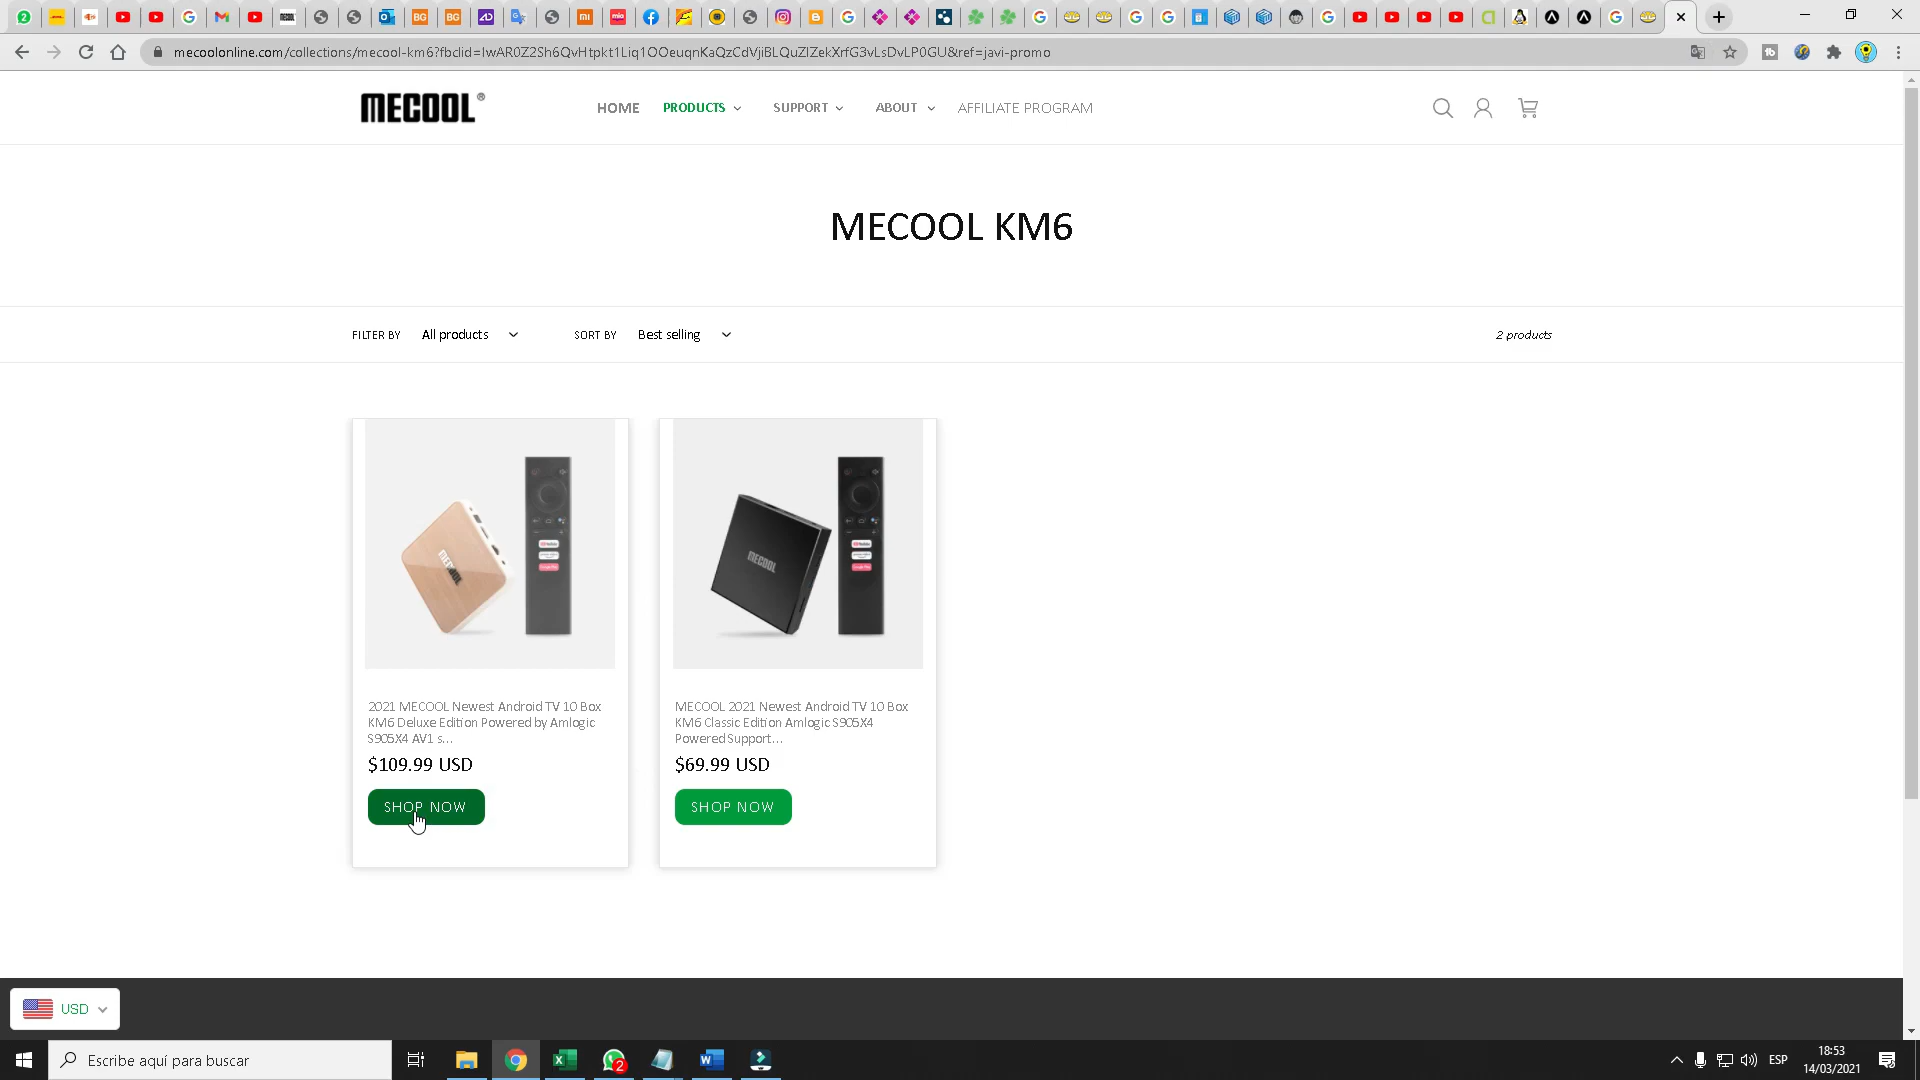 mecoolonline.com/collections/mecool-km6?fbclid=IwAR0Z2Sh6QvHtpkt1Liq1OOeuqnKaQzCdVjiBLQuZIZekXrfG3vLsDvLP0GU&ref=javi-promo
MECOOL®
HOME
PRODUCTS
SUPPORT
ABOUT
AFFILIATE PROGRAM
MECOOL KM6
FILTER BY
All products
SORT BY
Best selling
2 products
MECOOL
MECOOL
2021 MECOOL Newest Android TV 10 Box
KM6 Deluxe Edition Powered by Amlogic
S905X4 AV1 s...
$109.99 USD
SHOP NOW
MECOOL 2021 Newest Android TV 10 Box
KM6 Classic Edition Amlogic S905X4
Powered Support...
$69.99 USD
SHOP NOW
USD
Escribe aquí para buscar
2
ESP
18:53
14/03/2021